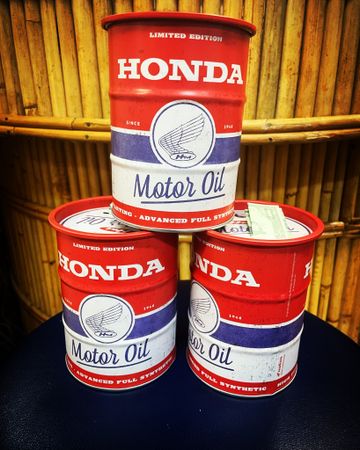 LIMITED EDITION
HONDA
SINCE 1948
Motor Oil
ADVANCED FULL SYNTHETIC
LIMITED EDITION
HONDA
1948
Motor Oil
ADVANCED FULL SYNTHETIC
EDITION
NDA
Motor Oil
ADVANCED FULL SYNTHETIC